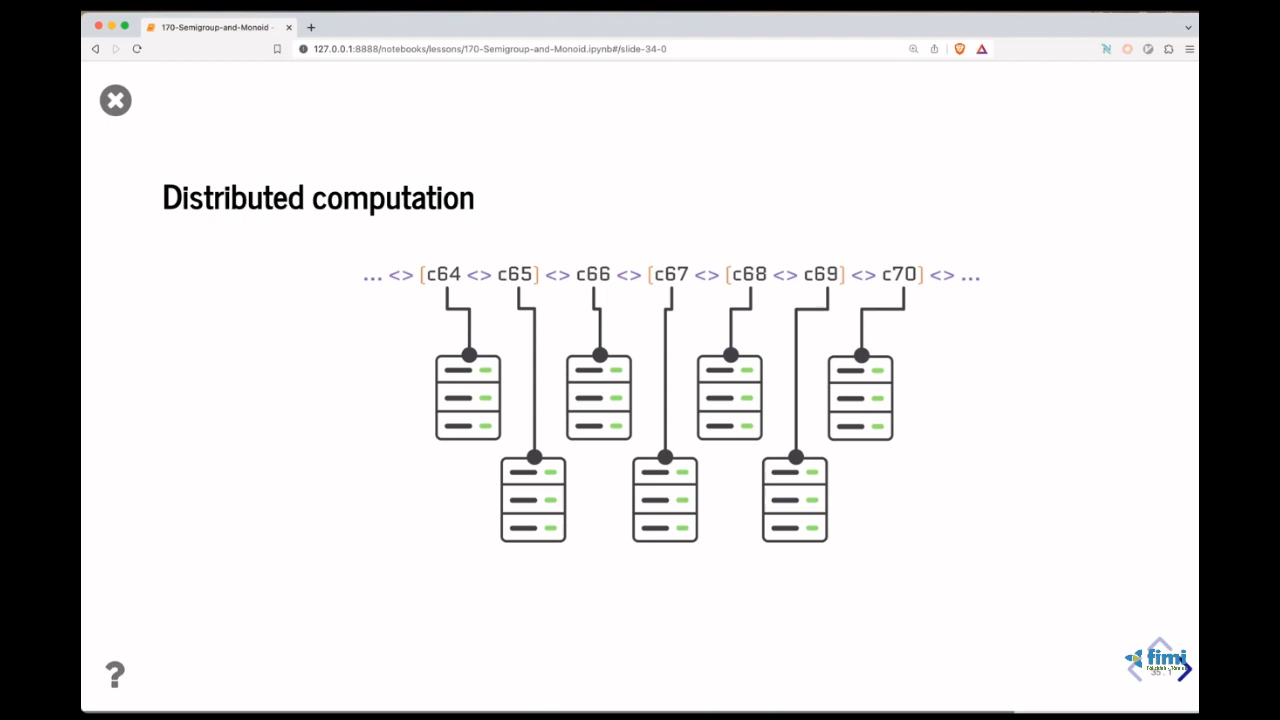 170-Semigroup-and-Monoid -
127.0.0.1:8888/notebooks/lessons/170-Semigroup-and-Monoid.ipynb#/slide-34-0
Distributed computation
... <> (c64 <> c65) <> c66 <> (c67 <> (c68 <> c69) <> c70) <> ...
fimi
?